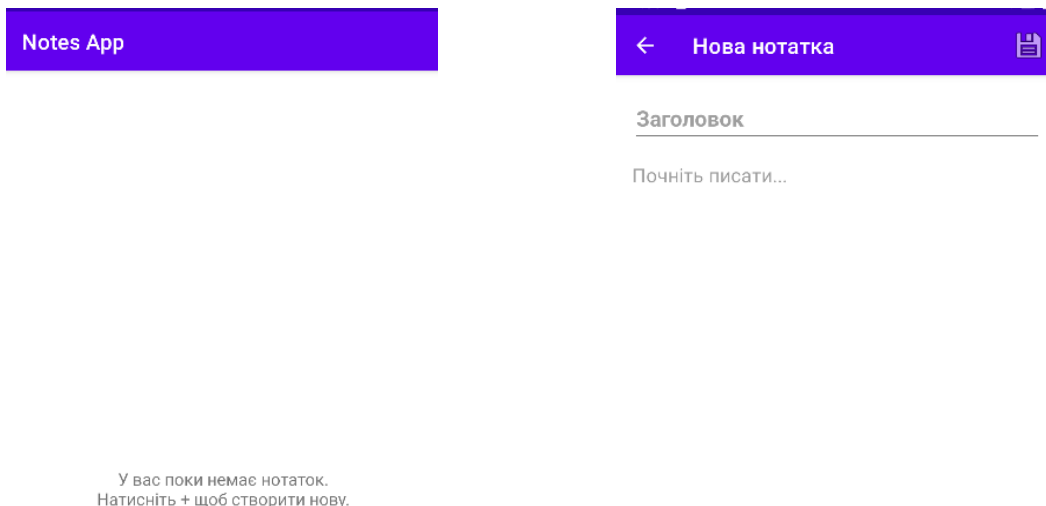 Notes App
У вас поки немає нотаток.
Натисніть + щоб створити нову.
Нова нотатка
Заголовок
Почніть писати...